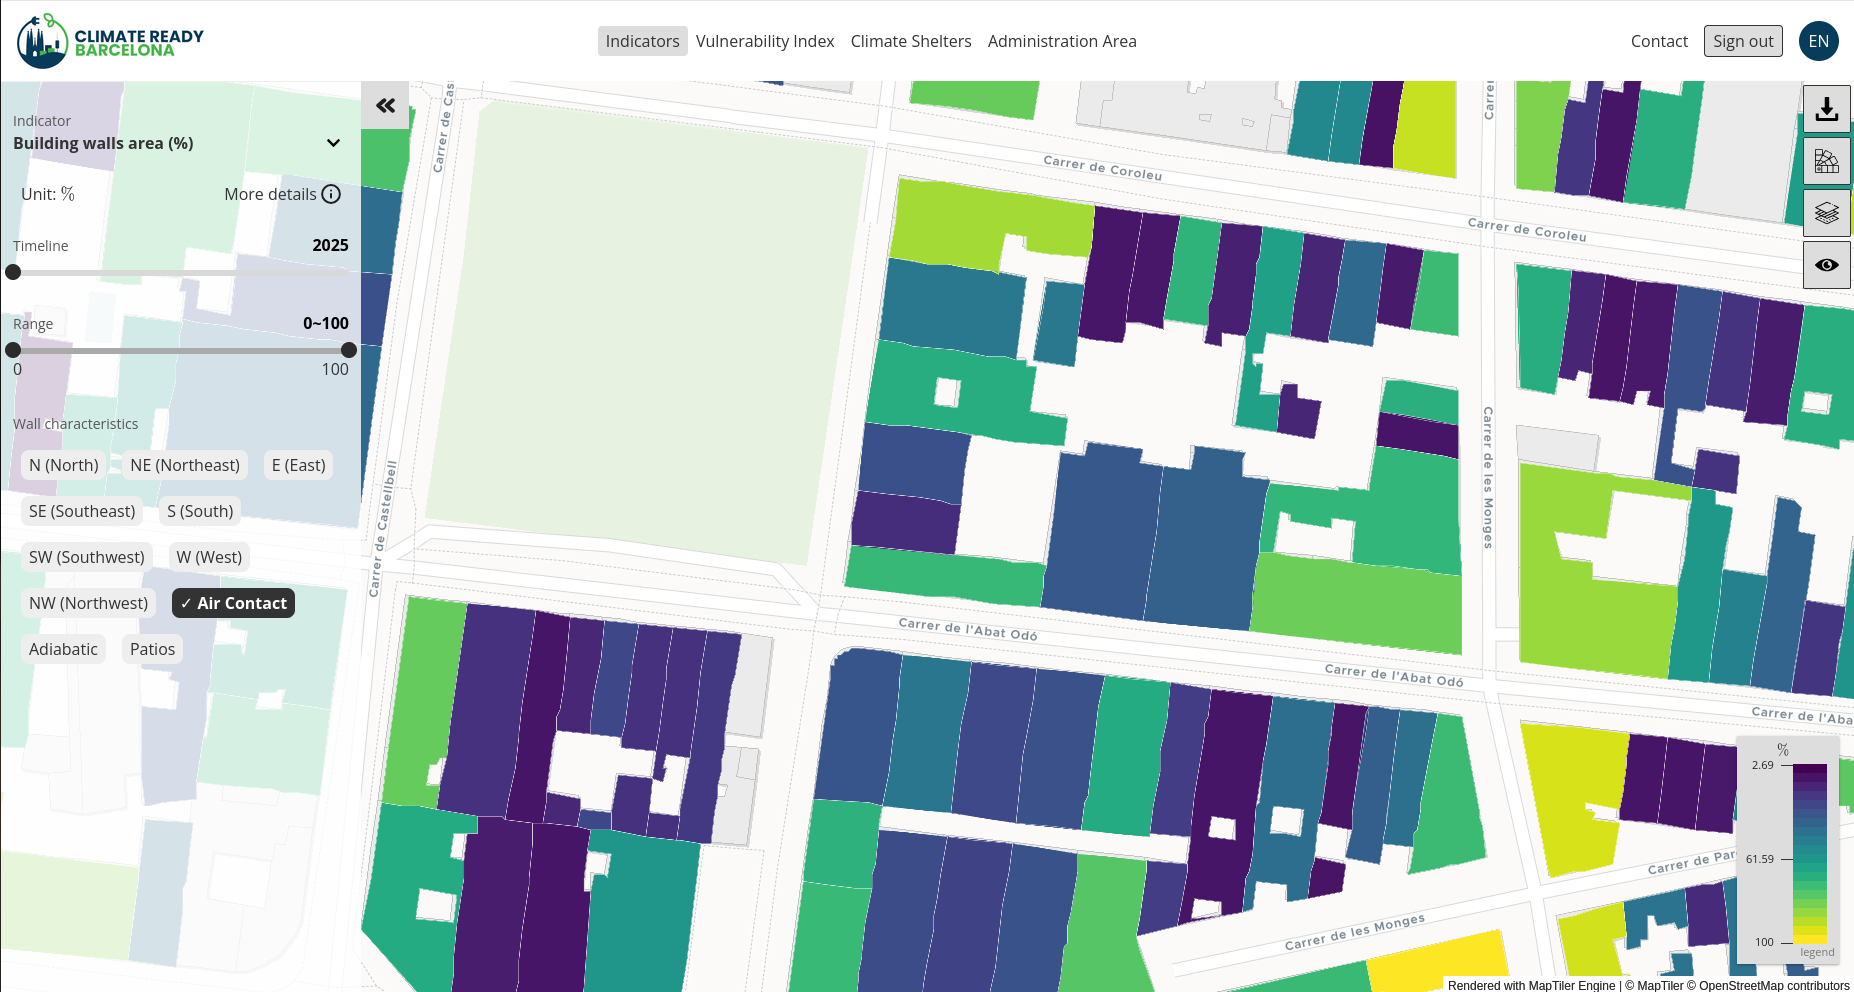 CLIMATE READY
BARCELONA
Indicators
Vulnerability Index
Climate Shelters
Administration Area
Contact
Sign out
EN
Indicator
Building walls area (%)
Unit: %
More details
Timeline
2025
Range
0~100
0
100
Wall characteristics
N (North)
NE (Northeast)
E (East)
SE (Southeast)
S (South)
SW (Southwest)
W (West)
NW (Northwest)
✓ Air Contact
Adiabatic
Patios
Carrer de Cas
Carrer de Coroleu
Carrer
Carrer de Coroleu
Carrer de Castellbell
Carrer de les Monges
Carrer de l'Abat Odó
Carrer de l'Abat Odó
Carrer de l'Aba
Carrer de Par
Carrer de les Monges
%
2.69
61.59
100
legend
Rendered with MapTiler Engine | © MapTiler © OpenStreetMap contributors